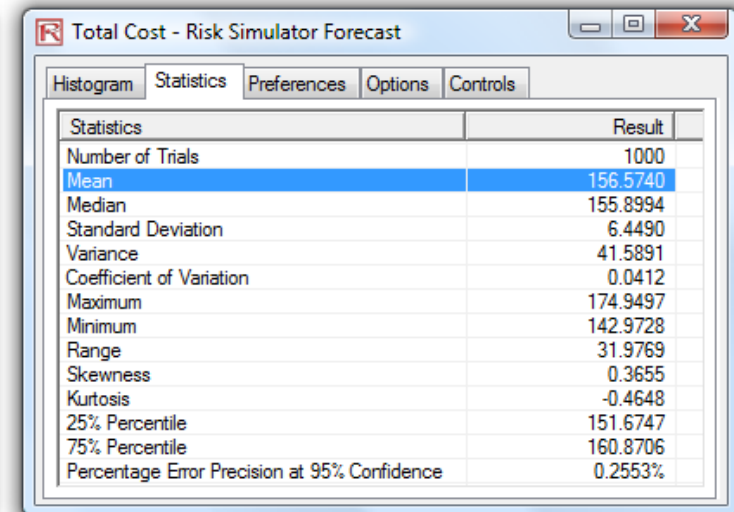 Total Cost - Risk Simulator Forecast
Histogram Statistics Preferences Options Controls
Statistics Result
Number of Trials 1000
Mean 156.5740
Median 155.8994
Standard Deviation 6.4490
Variance 41.5891
Coefficient of Variation 0.0412
Maximum 174.9497
Minimum 142.9728
Range 31.9769
Skewness 0.3655
Kurtosis -0.4648
25% Percentile 151.6747
75% Percentile 160.8706
Percentage Error Precision at 95% Confidence 0.2553%